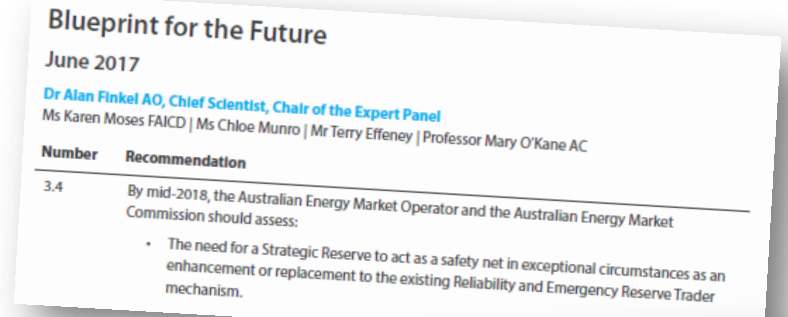 Blueprint for the Future
June 2017
Dr Alan Finkel AO, Chief Scientist, Chair of the Expert Panel
Ms Karen Moses FAICD | Ms Chloe Munro | Mr Terry Effeney | Professor Mary O'Kane AC
Number Recommendation
3.4 By mid-2018, the Australian Energy Market Operator and the Australian Energy Market
Commission should assess:
• The need for a Strategic Reserve to act as a safety net in exceptional circumstances as an
enhancement or replacement to the existing Reliability and Emergency Reserve Trader
mechanism.